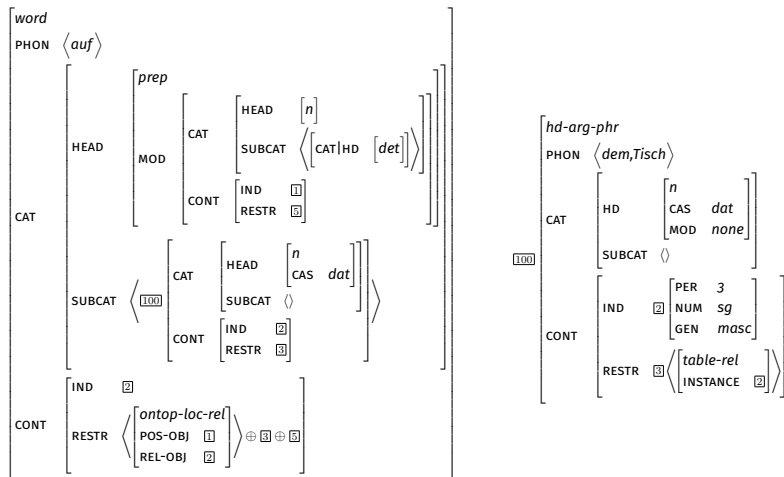 word
PHON ⟨auf⟩
CAT
HEAD
prep
MOD
CAT
HEAD [n]
SUBCAT ⟨[CAT|HD [det]]⟩
CONT
IND 1
RESTR 5
SUBCAT ⟨ 100
CAT
HEAD
n
CAS dat
SUBCAT ⟨⟩
CONT
IND 2
RESTR 3
⟩
CONT
IND 2
RESTR
ontop-loc-rel
POS-OBJ 1
REL-OBJ 2
⊕ 3 ⊕ 5
100
hd-arg-phr
PHON ⟨dem,Tisch⟩
CAT
HD
n
CAS dat
MOD none
SUBCAT ⟨⟩
CONT
IND 2
PER 3
NUM sg
GEN masc
RESTR 3
table-rel
INSTANCE 2